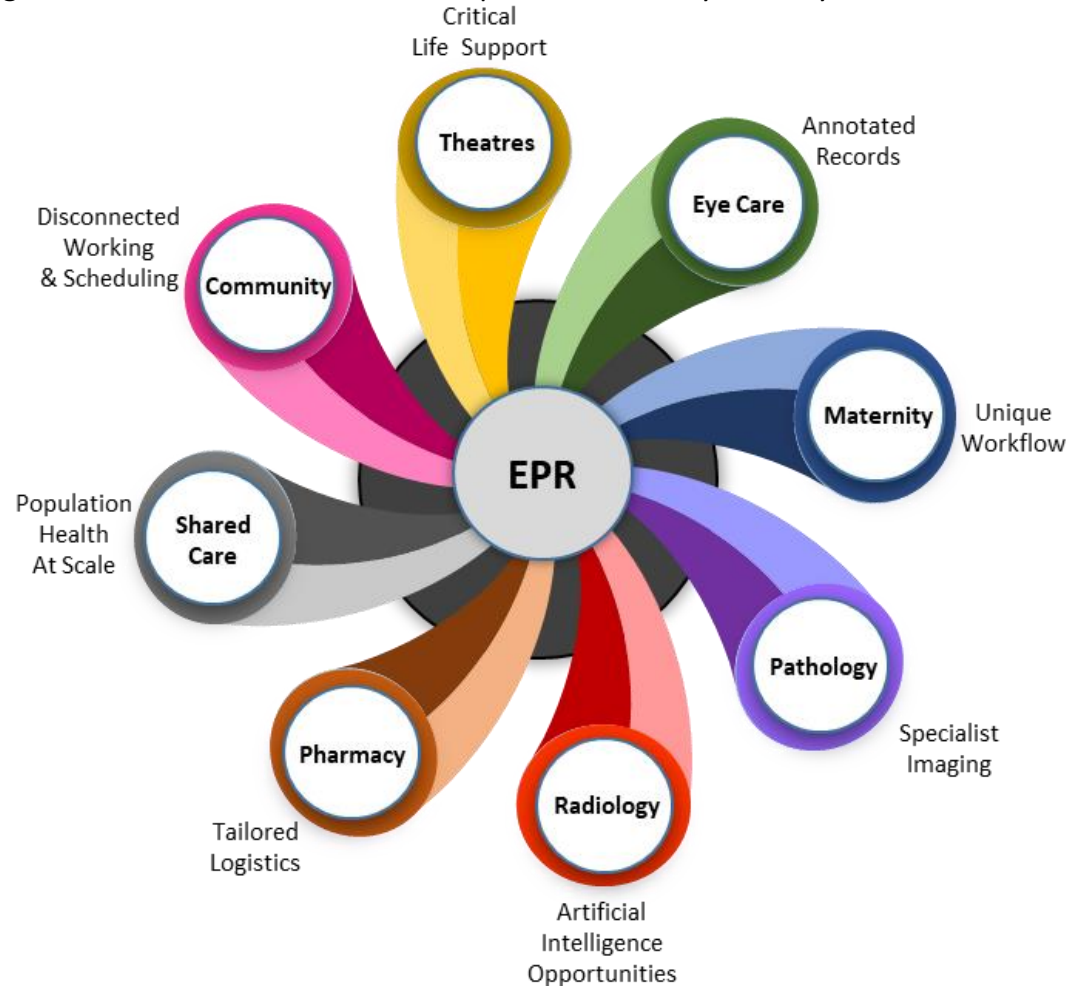 Critical
Life Support
Theatres
Annotated
Records
Eye Care
Disconnected
Working
& Scheduling
Community
Maternity
Unique
Workflow
EPR
Population
Health
At Scale
Shared
Care
Pathology
Specialist
Imaging
Pharmacy
Tailored
Logistics
Radiology
Artificial
Intelligence
Opportunities